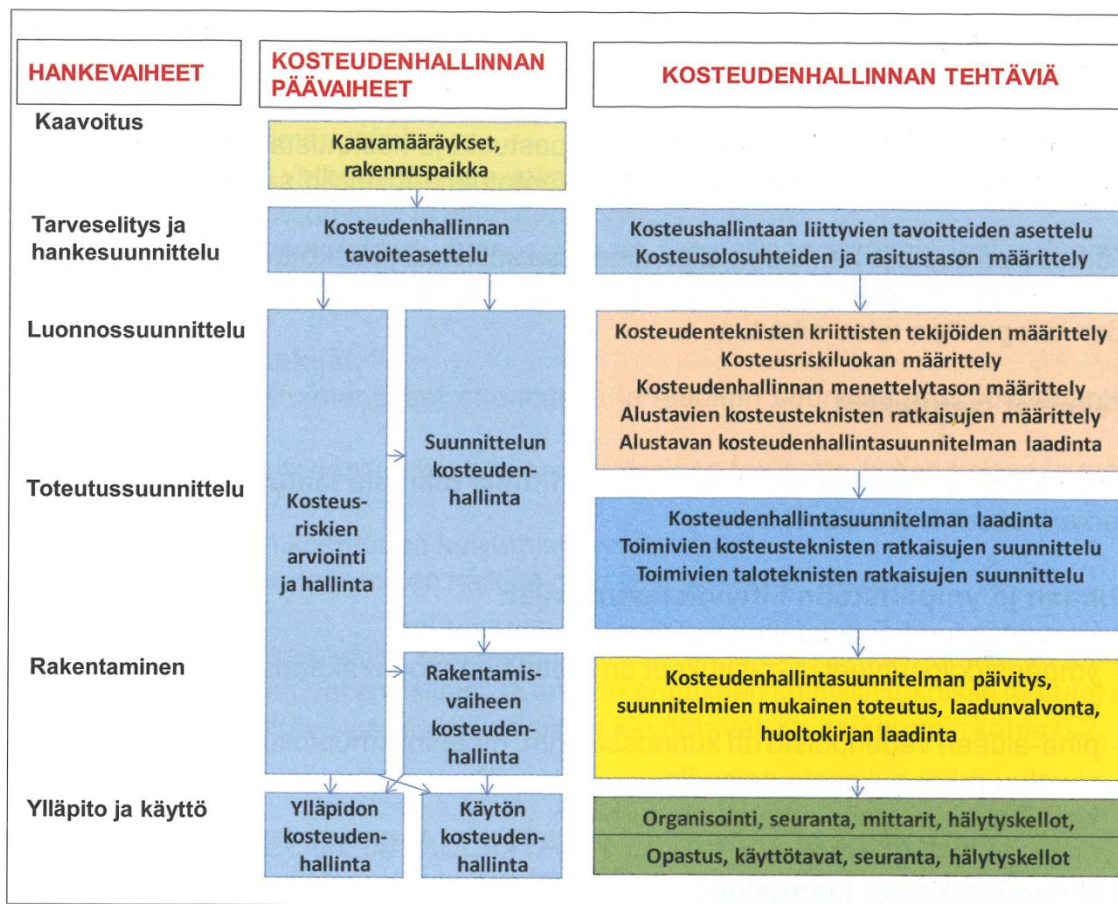 HANKEVAIHEET
KOSTEUDENHALLINNAN
PÄÄVAIHEET
KOSTEUDENHALLINNAN TEHTÄVIÄ
Kaavoitus
Kaavamääräykset,
rakennuspaikka
Tarveselitys ja
hankesuunnittelu
Kosteudenhallinnan
tavoiteasettelu
Kosteushallintaan liittyvien tavoitteiden asettelu
Kosteusolosuhteiden ja rasitustason määrittely
Luonnossuunnittelu
Kosteudenteknisten kriittisten tekijöiden määrittely
Kosteusriskiluokan määrittely
Kosteudenhallinnan menettelytason määrittely
Alustavien kosteusteknisten ratkaisujen määrittely
Alustavan kosteudenhallintasuunnitelman laadinta
Suunnittelun
kosteuden-
hallinta
Toteutussuunnittelu
Kosteus-
riskien
arviointi
ja hallinta
Kosteudenhallintasuunnitelman laadinta
Toimivien kosteusteknisten ratkaisujen suunnittelu
Toimivien taloteknisten ratkaisujen suunnittelu
Rakentaminen
Rakentamis-
vaiheen
kosteuden-
hallinta
Kosteudenhallintasuunnitelman päivitys,
suunnitelmien mukainen toteutus, laadunvalvonta,
huoltokirjan laadinta
Ylläpito ja käyttö
Ylläpidon
kosteuden-
hallinta
Käytön
kosteuden-
hallinta
Organisointi, seuranta, mittarit, hälytyskellot,
Opastus, käyttötavat, seuranta, hälytyskellot